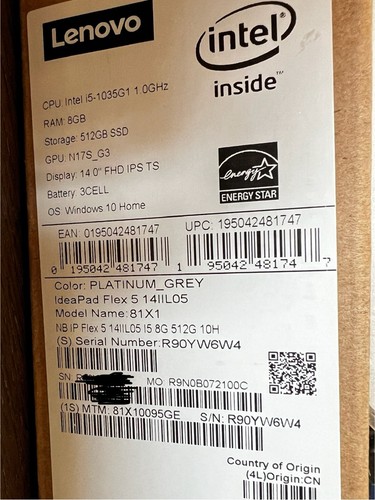 Lenovo
intel
inside™
CPU: Intel i5-1035G1 1.0GHz
RAM: 8GB
Storage: 512GB SSD
GPU: N17S_G3
Display: 14.0" FHD IPS TS
Battery: 3CELL
OS: Windows 10 Home
energy
ENERGY STAR
EAN: 0195042481747
UPC: 195042481747
0 195042 481747
1 95042 48174 7
Color: PLATINUM_GREY
IdeaPad Flex 5 14IIL05
Model Name: 81X1
NB IP Flex 5 14IIL05 I5 8G 512G 10H
(S) Serial Number: R90YW6W4
SN R
MO: R9N0B072100C
(1S) MTM: 81X10095GE S/N: R90YW6W4
Country of Origin
(4L)Origin:CN